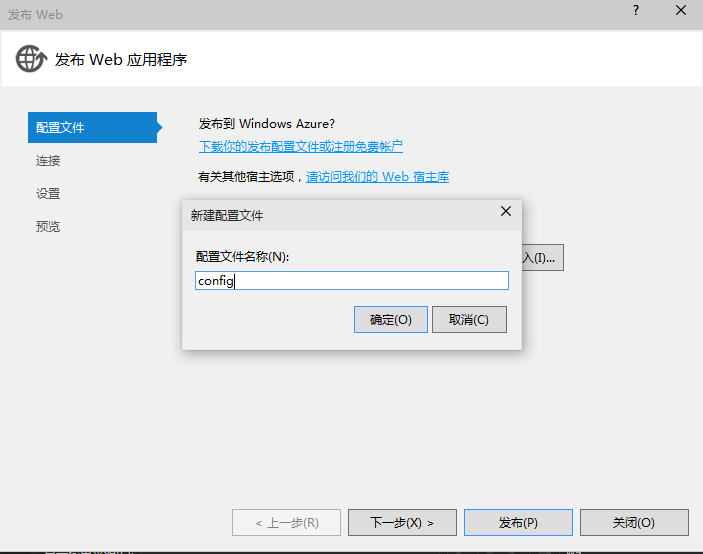 发布 Web
?
发布 Web 应用程序
配置文件
连接
设置
预览
发布到 Windows Azure?
下载你的发布配置文件或注册免费帐户
有关其他宿主选项，请访问我们的 Web 宿主库
入(I)...
新建配置文件
配置文件名称(N):
config
确定(O)
取消(C)
< 上一步(R)
下一步(X) >
发布(P)
关闭(O)